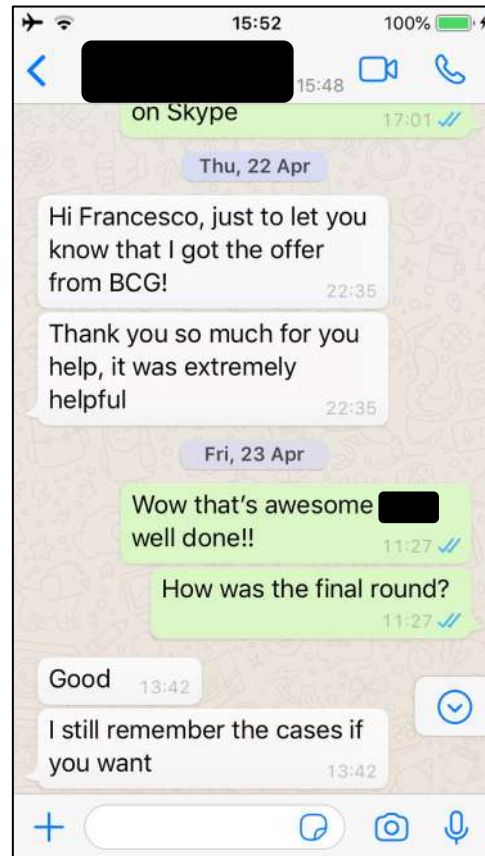 15:52
100%
15:48
on Skype
17:01
Thu, 22 Apr
Hi Francesco, just to let you
know that I got the offer
from BCG!
22:35
Thank you so much for you
help, it was extremely
helpful
22:35
Fri, 23 Apr
Wow that's awesome
well done!!
11:27
How was the final round?
11:27
Good
13:42
I still remember the cases if
you want
13:42